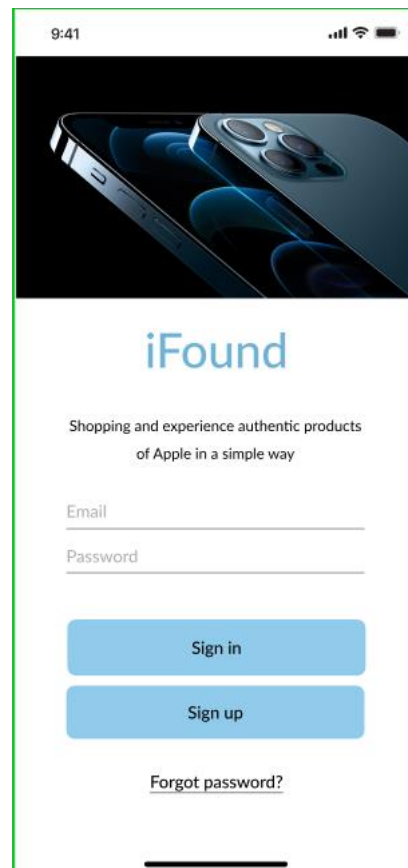 9:41
iFound
Shopping and experience authentic products
of Apple in a simple way
Email
Password
Sign in
Sign up
Forgot password?